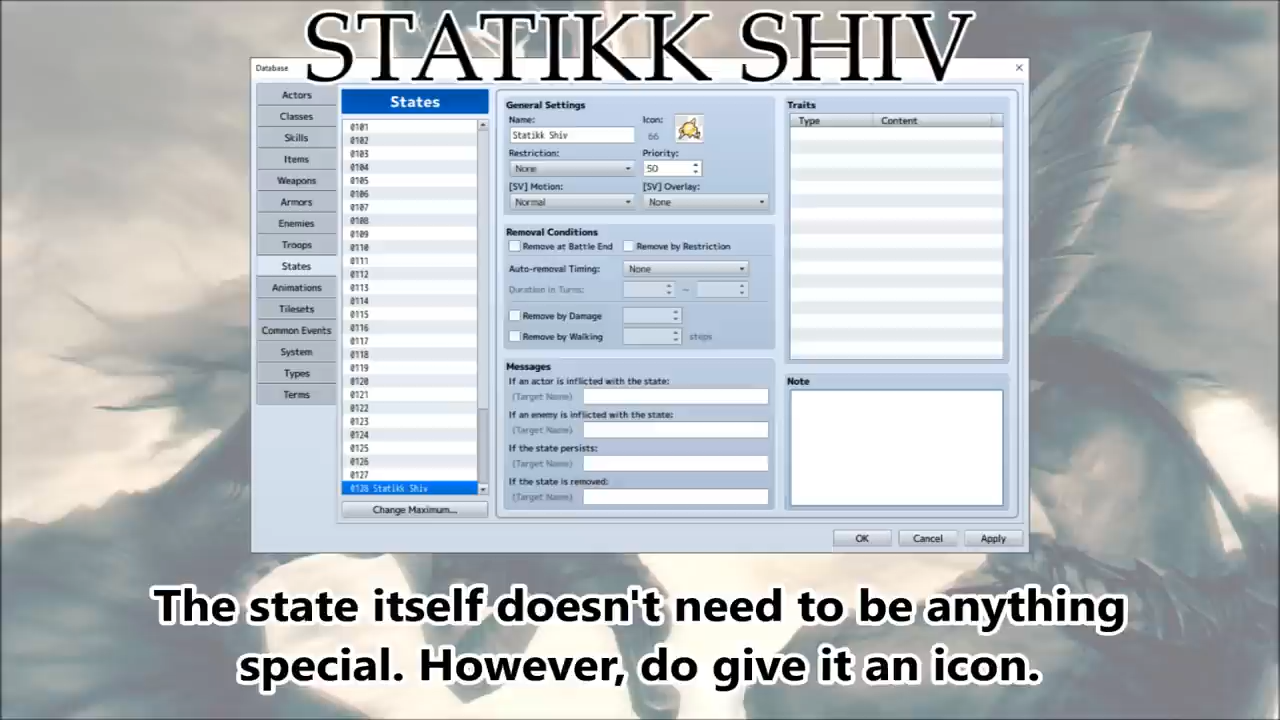 STATIKK SHIV
Database
Actors
Classes
Skills
Items
Weapons
Armors
Enemies
Troops
States
Animations
Tilesets
Common Events
System
Types
Terms
States
0101
0102
0103
0104
0105
0106
0107
0108
0109
0110
0111
0112
0113
0114
0115
0116
0117
0118
0119
0120
0121
0122
0123
0124
0125
0126
0127
0128 Statikk Shiv
Change Maximum...
General Settings
Name: Icon:
Statikk Shiv 66
Restriction: Priority:
None 50
[SV] Motion: [SV] Overlay:
Normal None
Removal Conditions
Remove at Battle End Remove by Restriction
Auto-removal Timing: None
Duration in Turns: ~
Remove by Damage
Remove by Walking steps
Messages
If an actor is inflicted with the state:
(Target Name)
If an enemy is inflicted with the state:
(Target Name)
If the state persists:
(Target Name)
If the state is removed:
(Target Name)
Traits
Type Content
Note
OK Cancel Apply
The state itself doesn't need to be anything
special. However, do give it an icon.